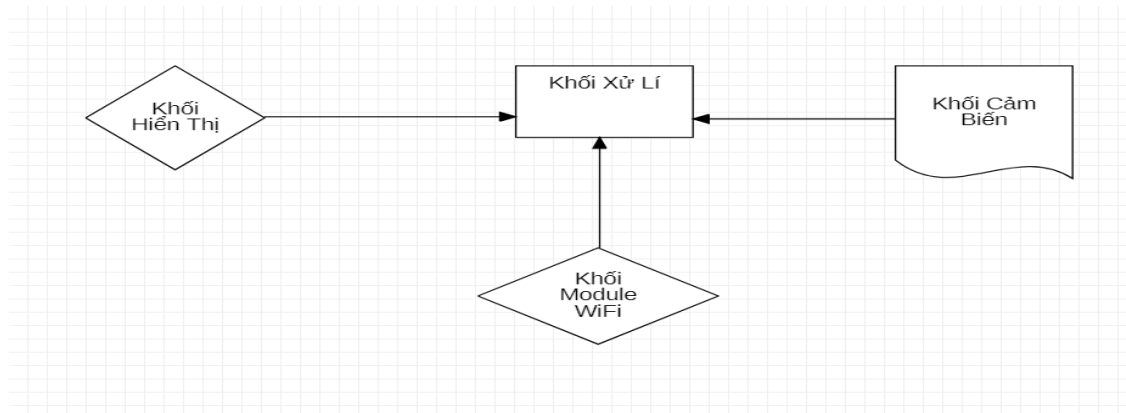 Khối
Hiển Thị
Khối Xử Lí
Khối Cảm
Biến
Khối
Module
WiFi